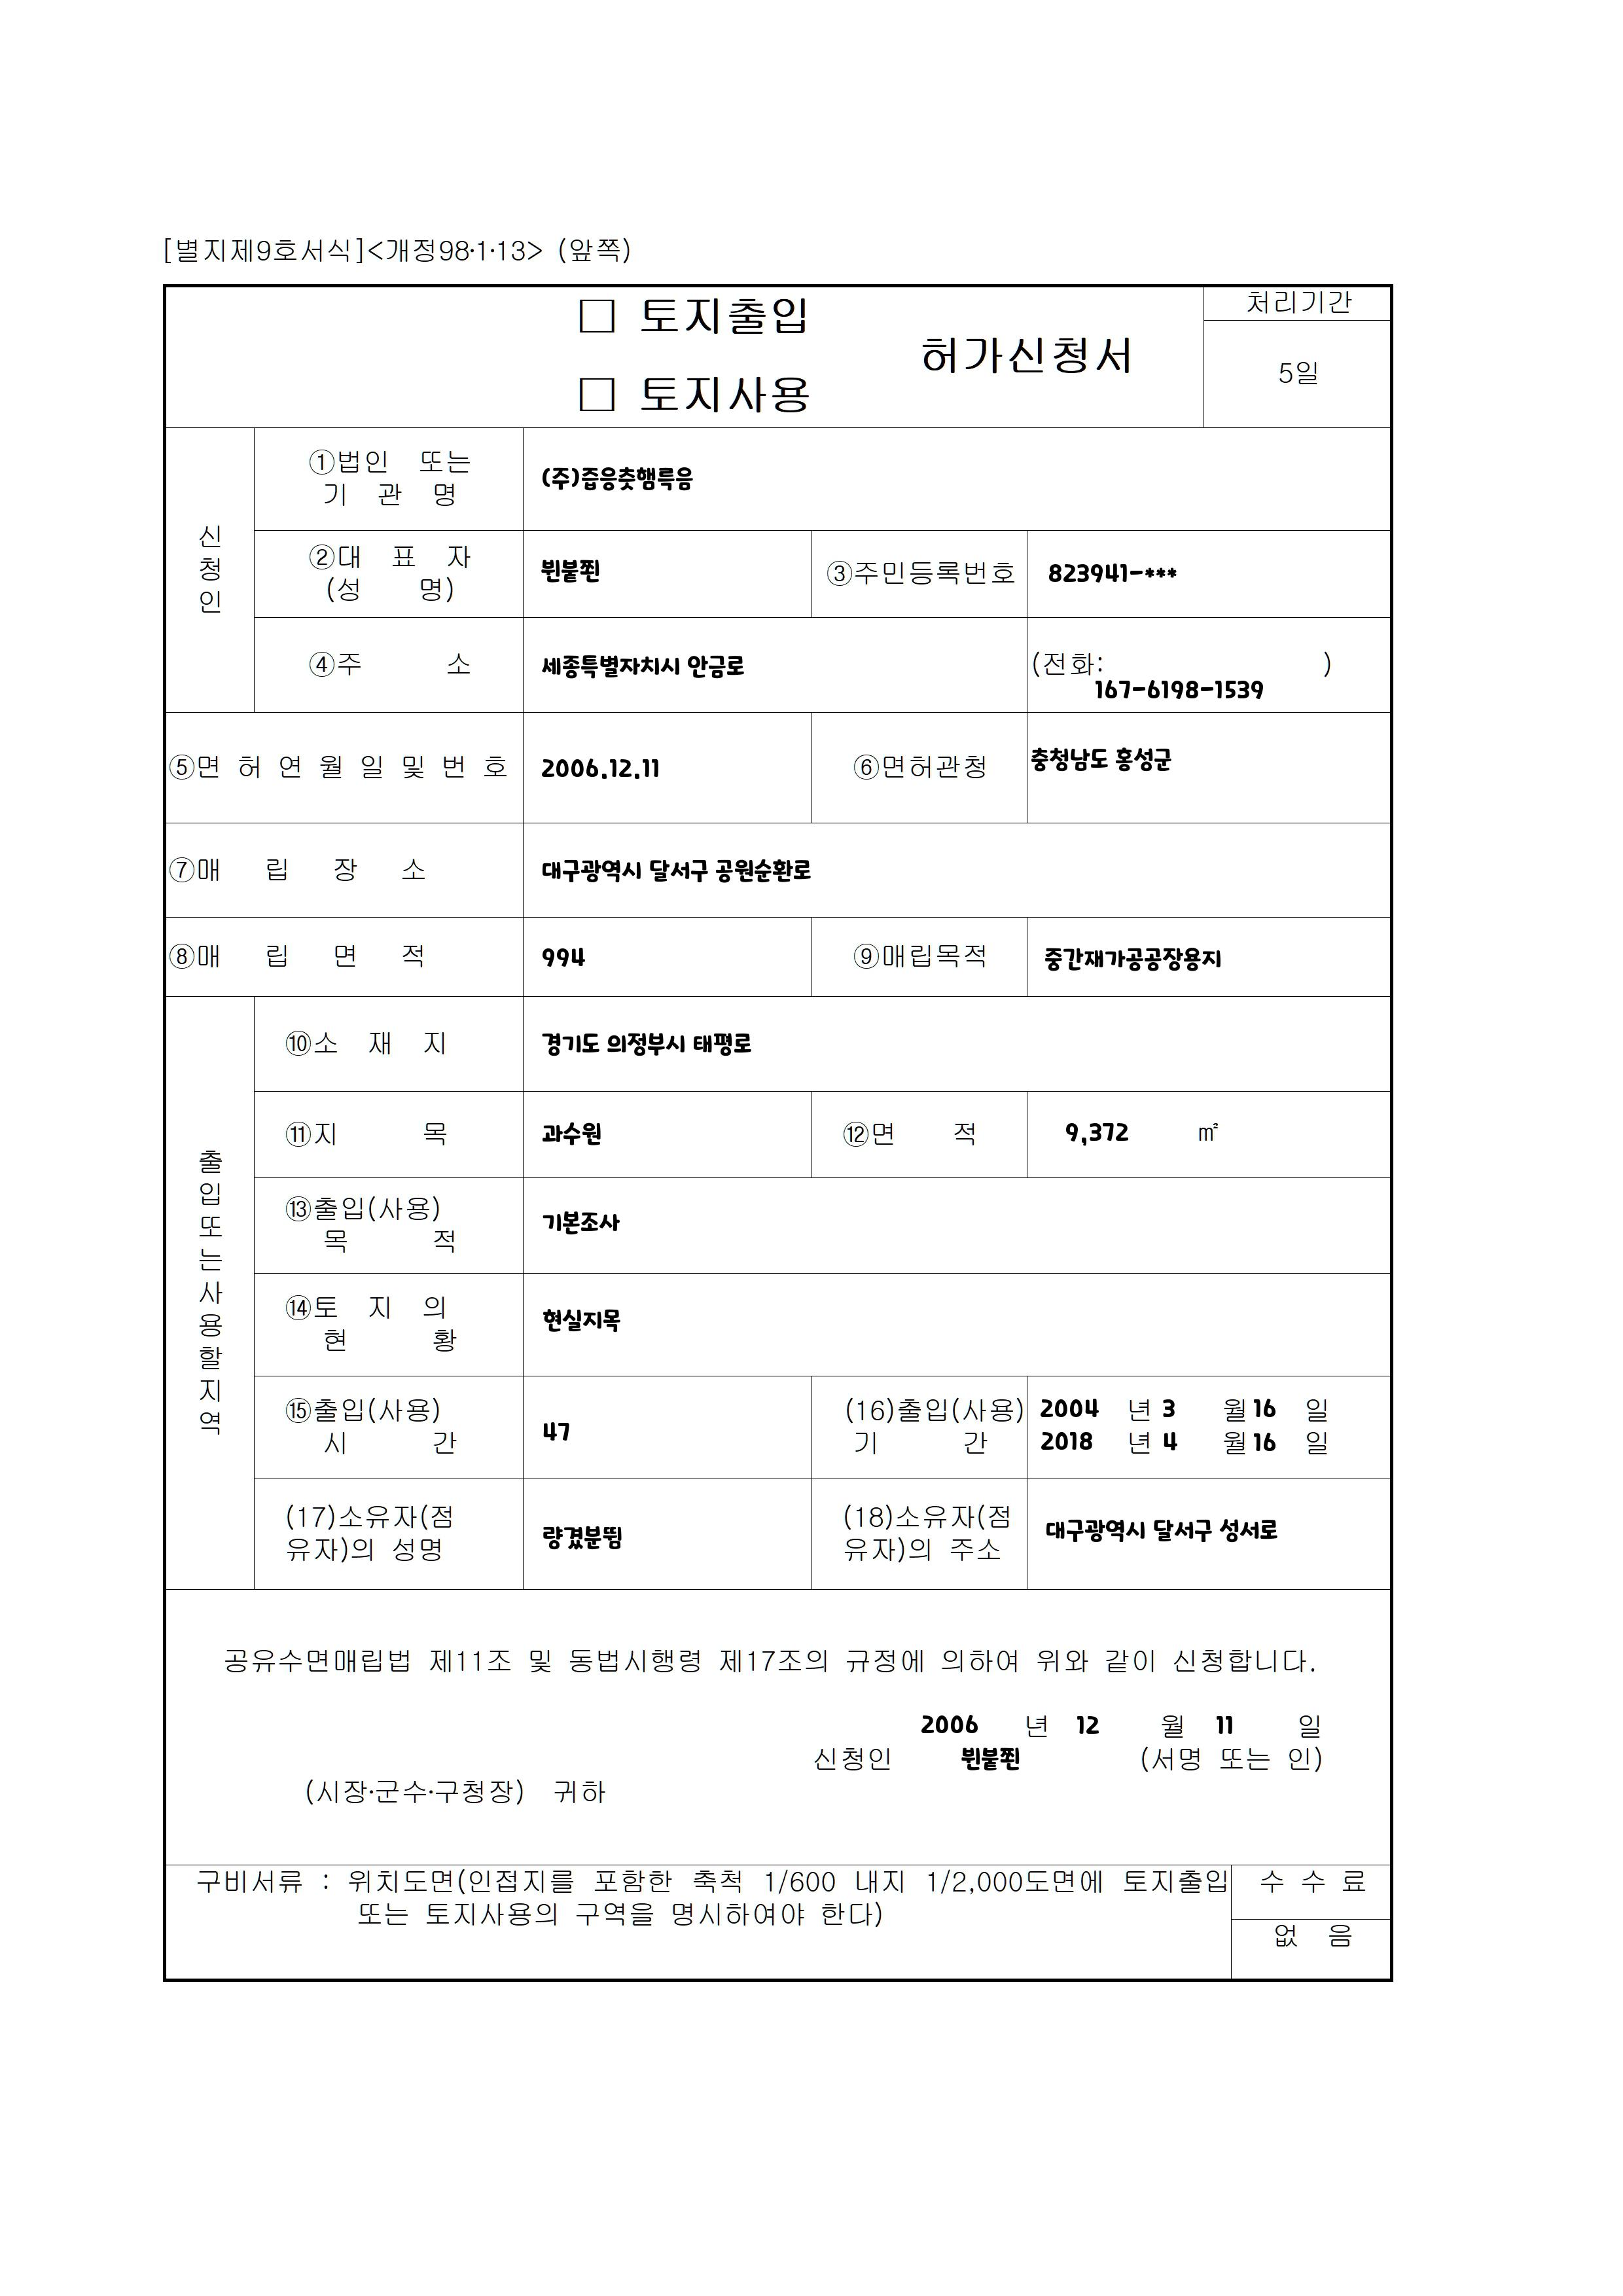 [별지제9호서식]<개정98·1·13> (앞쪽)
□ 토지출입
□ 토지사용
허가신청서
처리기간
5일
신청인
①법인 또는
기 관 명
(주)즙응츳햄륵음
②대 표 자
(성 명)
뷘붙쬔
③주민등록번호
823941-***
④주 소
세종특별자치시 안금로
(전화: )
167-6198-1539
⑤면 허 연 월 일 및 번 호
2006.12.11
⑥면허관청
충청남도 홍성군
⑦매 립 장 소
대구광역시 달서구 공원순환로
⑧매 립 면 적
994
⑨매립목적
중간재가공공장용지
출입또는사용할지역
⑩소 재 지
경기도 의정부시 태평로
⑪지 목
과수원
⑫면 적
9,372 ㎡
⑬출입(사용)
목 적
기본조사
⑭토 지 의
현 황
현실지목
⑮출입(사용)
시 간
47
(16)출입(사용)
기 간
2004 년 3 월 16 일
2018 년 4 월 16 일
(17)소유자(점
유자)의 성명
량겼분뜀
(18)소유자(점
유자)의 주소
대구광역시 달서구 성서로
공유수면매립법 제11조 및 동법시행령 제17조의 규정에 의하여 위와 같이 신청합니다.
2006 년 12 월 11 일
신청인 뷘붙쬔 (서명 또는 인)
(시장·군수·구청장) 귀하
구비서류 : 위치도면(인접지를 포함한 축척 1/600 내지 1/2,000도면에 토지출입
또는 토지사용의 구역을 명시하여야 한다)
수 수 료
없 음